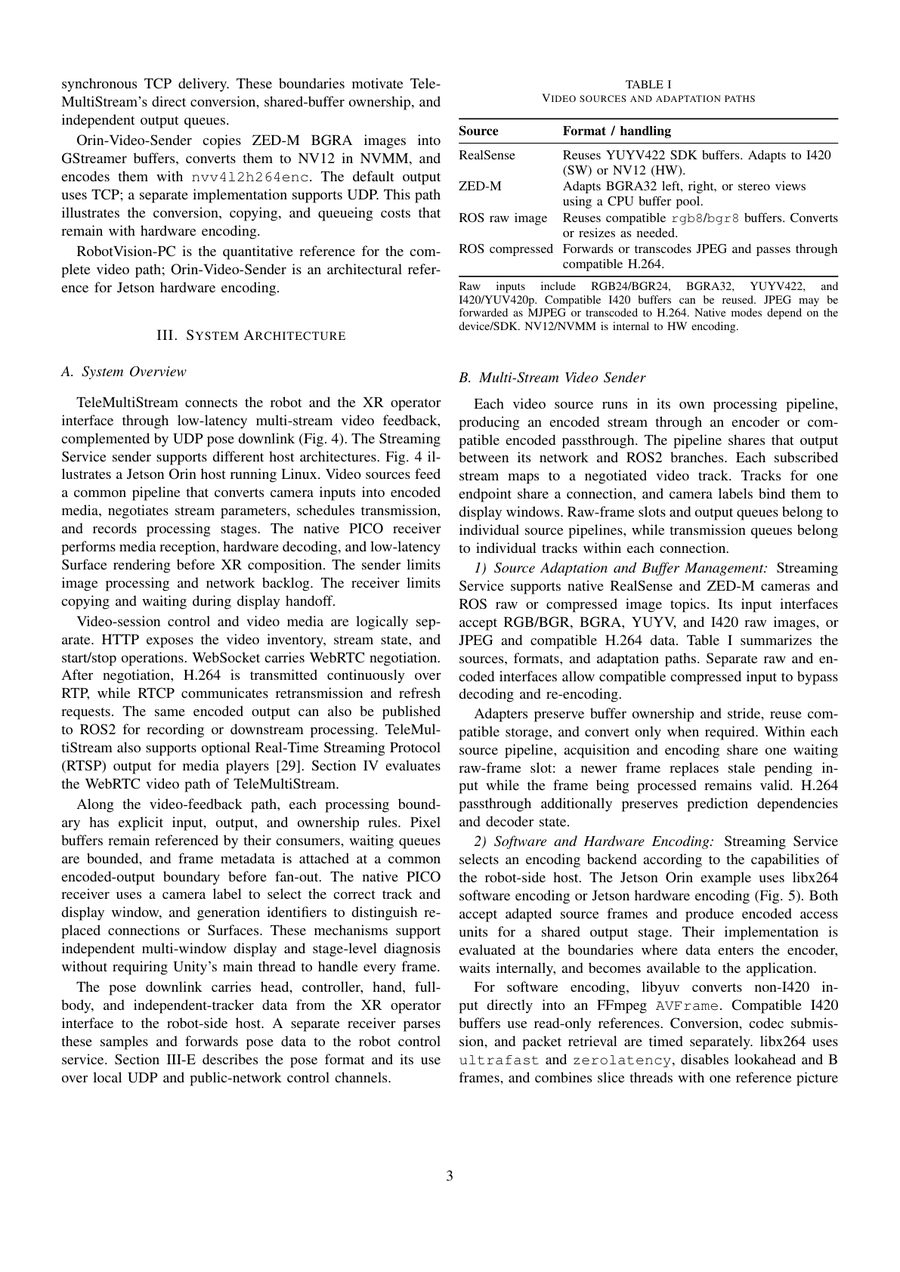 synchronous TCP delivery. These boundaries motivate Tele-
MultiStream's direct conversion, shared-buffer ownership, and
independent output queues.
Orin-Video-Sender copies ZED-M BGRA images into
GStreamer buffers, converts them to NV12 in NVMM, and
encodes them with nvv4l2h264enc. The default output
uses TCP; a separate implementation supports UDP. This path
illustrates the conversion, copying, and queueing costs that
remain with hardware encoding.
RobotVision-PC is the quantitative reference for the com-
plete video path; Orin-Video-Sender is an architectural refer-
ence for Jetson hardware encoding.
III. SYSTEM ARCHITECTURE
A. System Overview
TeleMultiStream connects the robot and the XR operator
interface through low-latency multi-stream video feedback,
complemented by UDP pose downlink (Fig. 4). The Streaming
Service sender supports different host architectures. Fig. 4 il-
lustrates a Jetson Orin host running Linux. Video sources feed
a common pipeline that converts camera inputs into encoded
media, negotiates stream parameters, schedules transmission,
and records processing stages. The native PICO receiver
performs media reception, hardware decoding, and low-latency
Surface rendering before XR composition. The sender limits
image processing and network backlog. The receiver limits
copying and waiting during display handoff.
Video-session control and video media are logically sep-
arate. HTTP exposes the video inventory, stream state, and
start/stop operations. WebSocket carries WebRTC negotiation.
After negotiation, H.264 is transmitted continuously over
RTP, while RTCP communicates retransmission and refresh
requests. The same encoded output can also be published
to ROS2 for recording or downstream processing. TeleMul-
tiStream also supports optional Real-Time Streaming Protocol
(RTSP) output for media players [29]. Section IV evaluates
the WebRTC video path of TeleMultiStream.
Along the video-feedback path, each processing bound-
ary has explicit input, output, and ownership rules. Pixel
buffers remain referenced by their consumers, waiting queues
are bounded, and frame metadata is attached at a common
encoded-output boundary before fan-out. The native PICO
receiver uses a camera label to select the correct track and
display window, and generation identifiers to distinguish re-
placed connections or Surfaces. These mechanisms support
independent multi-window display and stage-level diagnosis
without requiring Unity's main thread to handle every frame.
The pose downlink carries head, controller, hand, full-
body, and independent-tracker data from the XR operator
interface to the robot-side host. A separate receiver parses
these samples and forwards pose data to the robot control
service. Section III-E describes the pose format and its use
over local UDP and public-network control channels.
TABLE I
VIDEO SOURCES AND ADAPTATION PATHS
Source Format / handling
RealSense Reuses YUYV422 SDK buffers. Adapts to I420
(SW) or NV12 (HW).
ZED-M Adapts BGRA32 left, right, or stereo views
using a CPU buffer pool.
ROS raw image Reuses compatible rgb8/bgr8 buffers. Converts
or resizes as needed.
ROS compressed Forwards or transcodes JPEG and passes through
compatible H.264.
Raw inputs include RGB24/BGR24, BGRA32, YUYV422, and
I420/YUV420p. Compatible I420 buffers can be reused. JPEG may be
forwarded as MJPEG or transcoded to H.264. Native modes depend on the
device/SDK. NV12/NVMM is internal to HW encoding.
B. Multi-Stream Video Sender
Each video source runs in its own processing pipeline,
producing an encoded stream through an encoder or com-
patible encoded passthrough. The pipeline shares that output
between its network and ROS2 branches. Each subscribed
stream maps to a negotiated video track. Tracks for one
endpoint share a connection, and camera labels bind them to
display windows. Raw-frame slots and output queues belong to
individual source pipelines, while transmission queues belong
to individual tracks within each connection.
1) Source Adaptation and Buffer Management: Streaming
Service supports native RealSense and ZED-M cameras and
ROS raw or compressed image topics. Its input interfaces
accept RGB/BGR, BGRA, YUYV, and I420 raw images, or
JPEG and compatible H.264 data. Table I summarizes the
sources, formats, and adaptation paths. Separate raw and en-
coded interfaces allow compatible compressed input to bypass
decoding and re-encoding.
Adapters preserve buffer ownership and stride, reuse com-
patible storage, and convert only when required. Within each
source pipeline, acquisition and encoding share one waiting
raw-frame slot: a newer frame replaces stale pending in-
put while the frame being processed remains valid. H.264
passthrough additionally preserves prediction dependencies
and decoder state.
2) Software and Hardware Encoding: Streaming Service
selects an encoding backend according to the capabilities of
the robot-side host. The Jetson Orin example uses libx264
software encoding or Jetson hardware encoding (Fig. 5). Both
accept adapted source frames and produce encoded access
units for a shared output stage. Their implementation is
evaluated at the boundaries where data enters the encoder,
waits internally, and becomes available to the application.
For software encoding, libyuv converts non-I420 in-
put directly into an FFmpeg AVFrame. Compatible I420
buffers use read-only references. Conversion, codec submis-
sion, and packet retrieval are timed separately. libx264 uses
ultrafast and zerolatency, disables lookahead and B
frames, and combines slice threads with one reference picture
3